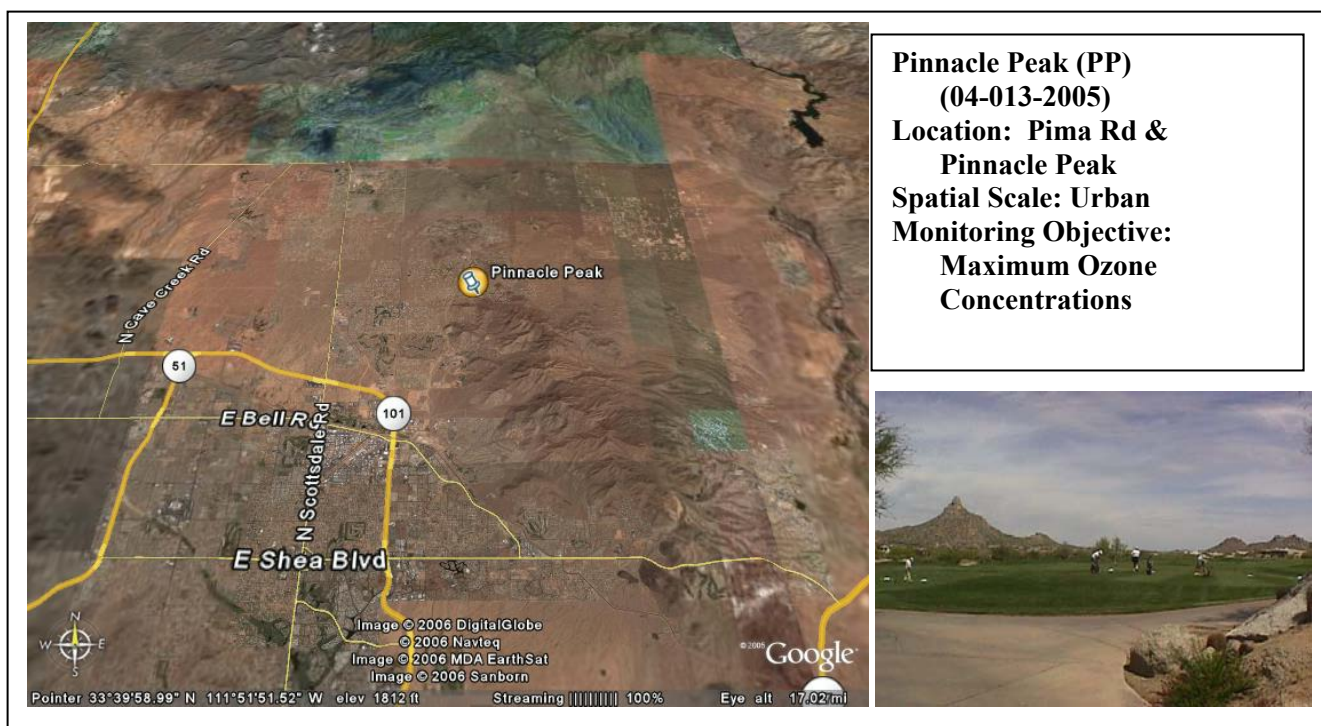 Pinnacle Peak (PP)
(04-013-2005)
Location: Pima Rd &
Pinnacle Peak
Spatial Scale: Urban
Monitoring Objective:
Maximum Ozone
Concentrations
Pinnacle Peak
N Cave Creek Rd
51
101
E Bell R
N Scottsdale Rd
E Shea Blvd
N
W E
S
Image © 2006 DigitalGlobe
© 2006 Navteq
Image © 2006 MDA EarthSat
Image © 2006 Sanborn
© 2005 Google
Pointer 33°39'58.99" N 111°51'51.52" W elev 1812 ft Streaming ||||||||| 100% Eye alt 17.02 mi